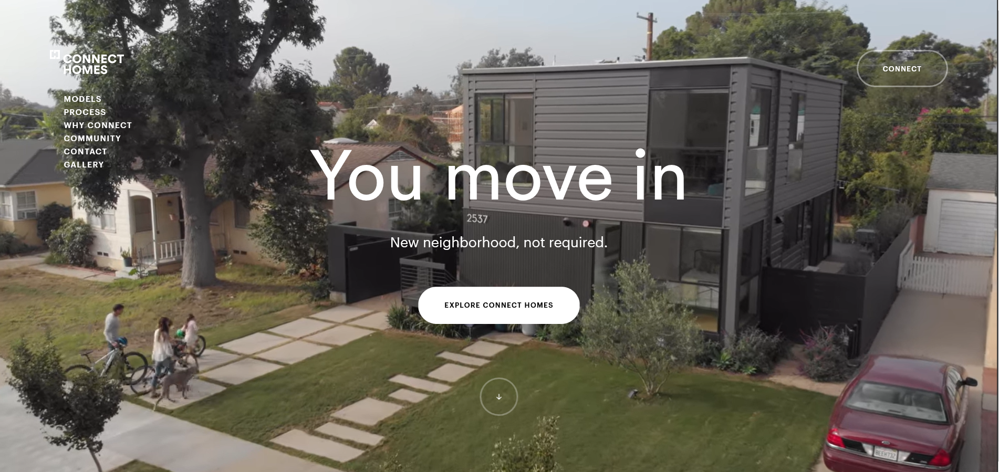 CONNECT
HOMES
CONNECT
MODELS
PROCESS
WHY CONNECT
COMMUNITY
CONTACT
GALLERY
You move in
2537
New neighborhood, not required.
EXPLORE CONNECT HOMES